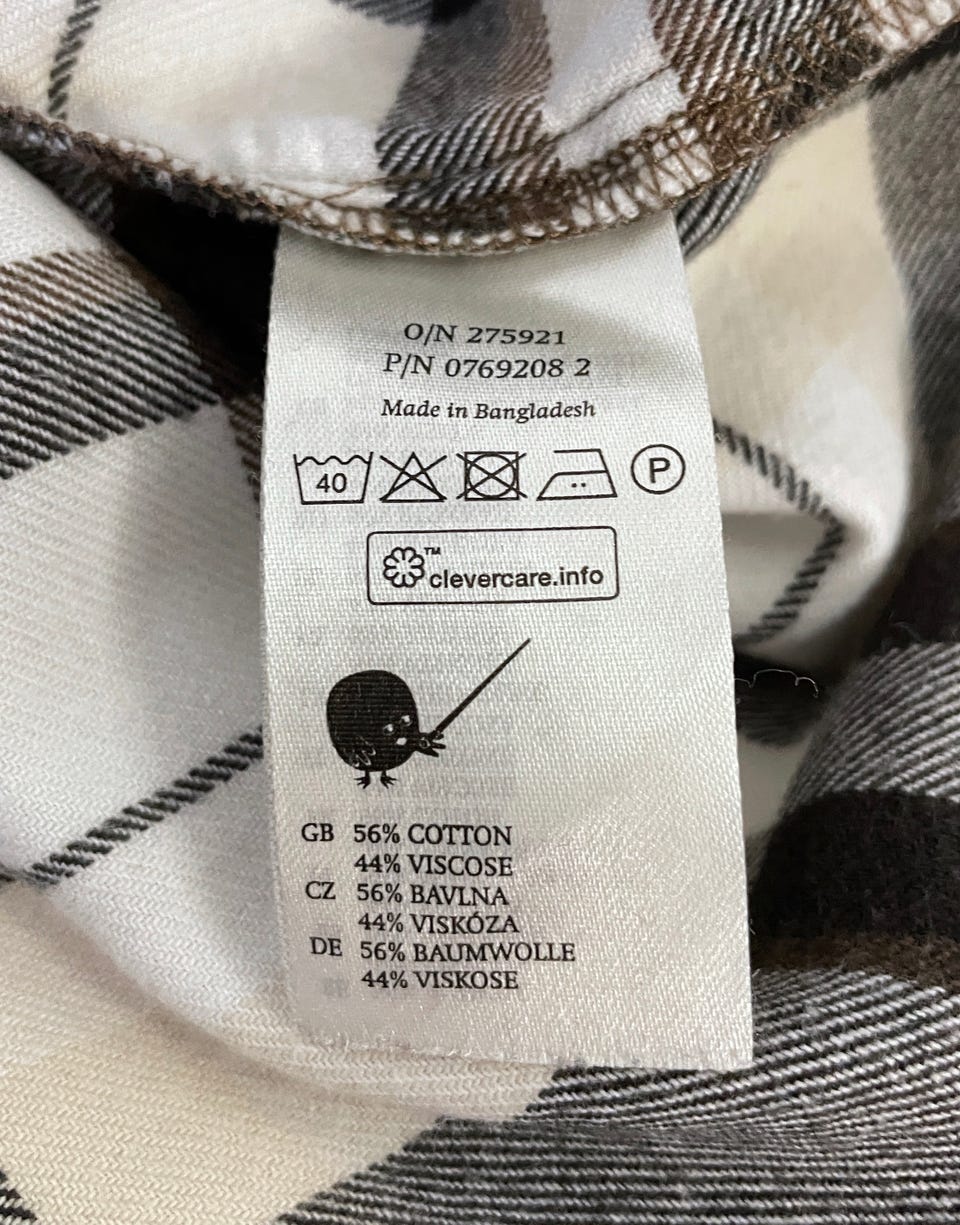 O/N 275921
P/N 0769208 2
Made in Bangladesh
40 P
™ clevercare.info
GB 56% COTTON
44% VISCOSE
CZ 56% BAVLNA
44% VISKÓZA
DE 56% BAUMWOLLE
44% VISKOSE